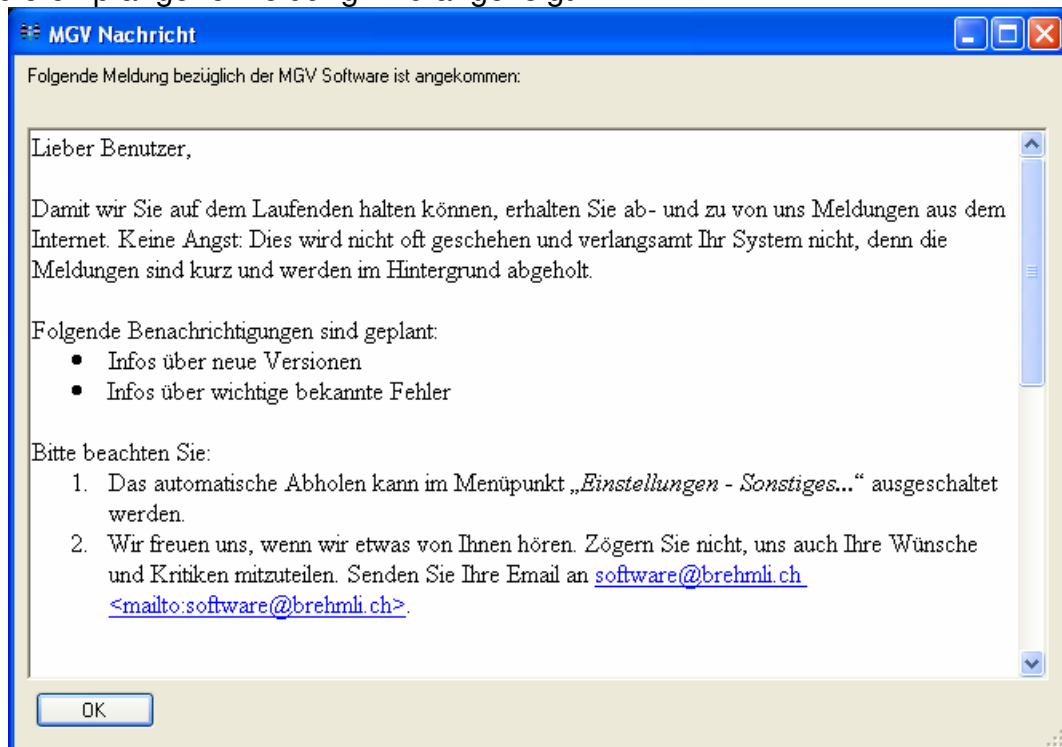 MGV Nachricht
Folgende Meldung bezüglich der MGV Software ist angekommen:
Lieber Benutzer,
Damit wir Sie auf dem Laufenden halten können, erhalten Sie ab- und zu von uns Meldungen aus dem
Internet. Keine Angst: Dies wird nicht oft geschehen und verlangsamt Ihr System nicht, denn die
Meldungen sind kurz und werden im Hintergrund abgeholt.
Folgende Benachrichtigungen sind geplant:
• Infos über neue Versionen
• Infos über wichtige bekannte Fehler
Bitte beachten Sie:
1. Das automatische Abholen kann im Menüpunkt „Einstellungen - Sonstiges...“ ausgeschaltet
werden.
2. Wir freuen uns, wenn wir etwas von Ihnen hören. Zögern Sie nicht, uns auch Ihre Wünsche
und Kritiken mitzuteilen. Senden Sie Ihre Email an software@brehmli.ch
<mailto:software@brehmli.ch>.
OK